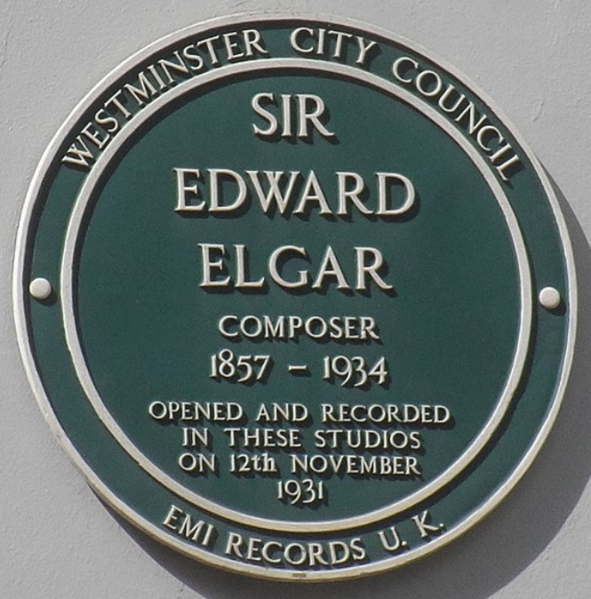 WESTMINSTER CITY COUNCIL
SIR
EDWARD
ELGAR
COMPOSER
1857 – 1934
OPENED AND RECORDED
IN THESE STUDIOS
ON 12th NOVEMBER
1931
EMI RECORDS U. K.